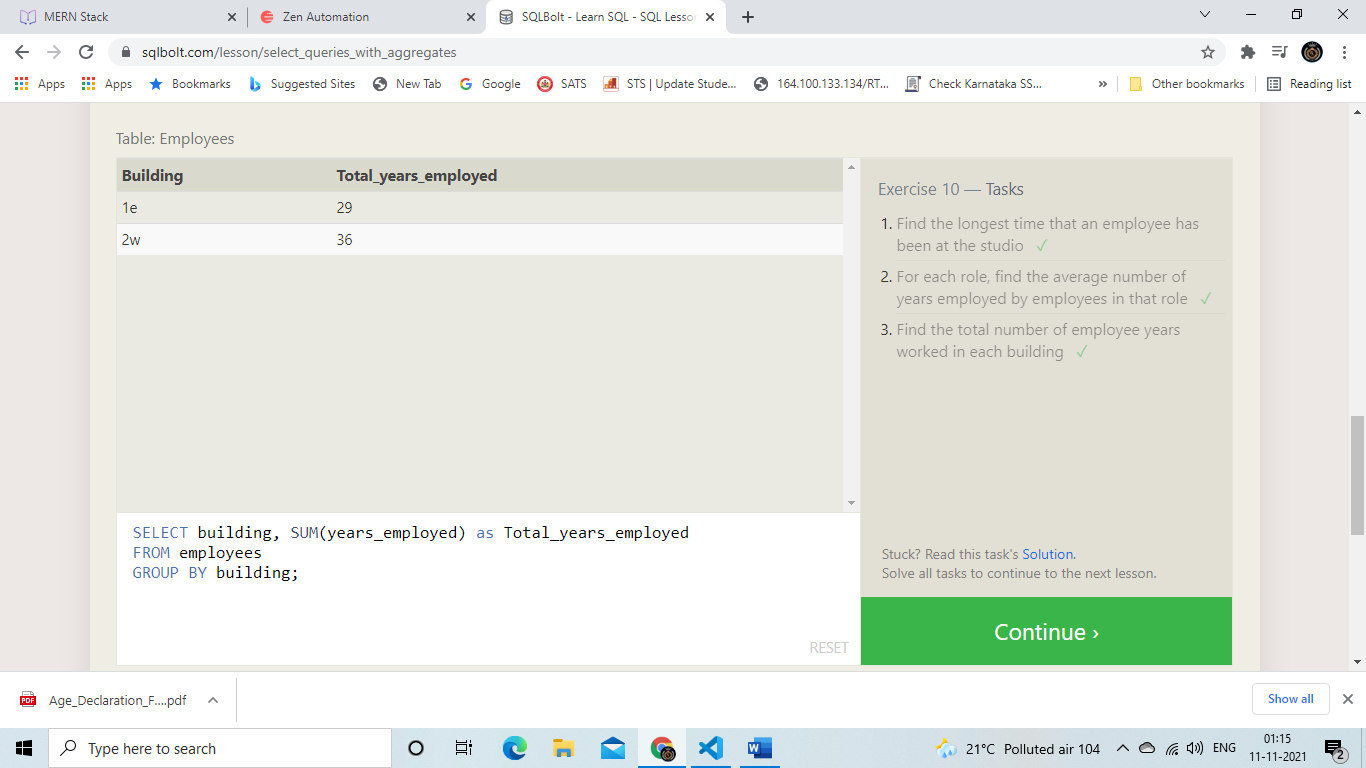 MERN Stack
Zen Automation
SQLBolt - Learn SQL - SQL Lesso
sqlbolt.com/lesson/select_queries_with_aggregates
Apps
Apps
Bookmarks
Suggested Sites
New Tab
Google
SATS
STS | Update Stude...
164.100.133.134/RT...
Check Karnataka SS...
»
Other bookmarks
Reading list
Table: Employees
Building Total_years_employed
1e 29
2w 36
SELECT building, SUM(years_employed) as Total_years_employed
FROM employees
GROUP BY building;
RESET
Exercise 10 — Tasks
1. Find the longest time that an employee has
been at the studio ✓
2. For each role, find the average number of
years employed by employees in that role ✓
3. Find the total number of employee years
worked in each building ✓
Stuck? Read this task's Solution.
Solve all tasks to continue to the next lesson.
Continue ›
PDF
Age_Declaration_F....pdf
Show all
Type here to search
21°C Polluted air 104
ENG
01:15
11-11-2021
2